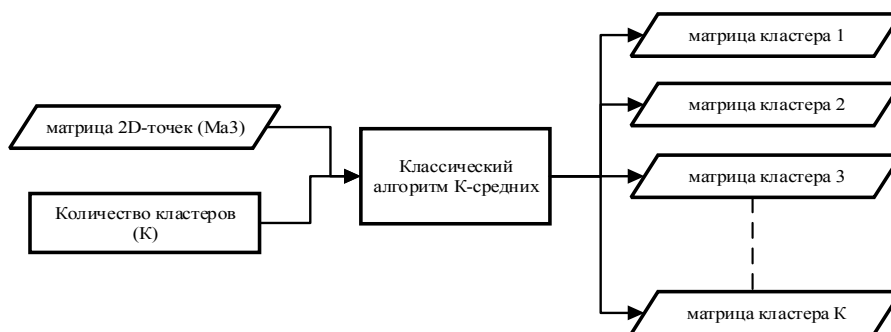 матрица 2D-точек (Ма3)
Количество кластеров
(К)
Классический
алгоритм К-средних
матрица кластера 1
матрица кластера 2
матрица кластера 3
матрица кластера К